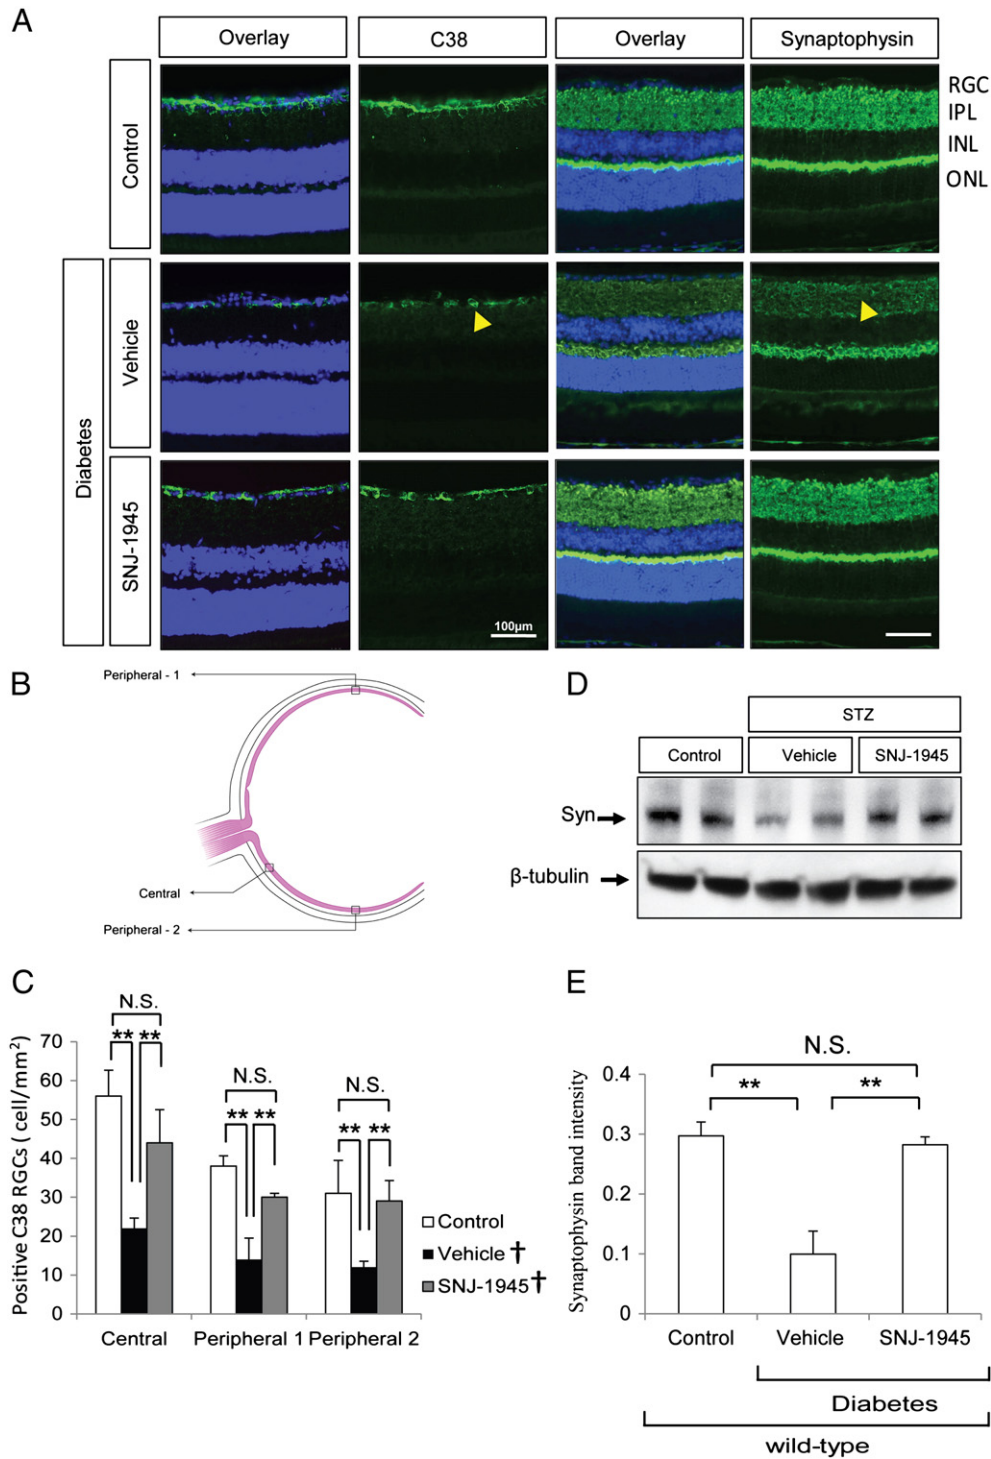 A
Overlay
C38
Overlay
Synaptophysin
Control
RGC
IPL
INL
ONL
Diabetes
Vehicle
SNJ-1945
100µm
B
Peripheral - 1
Central
Peripheral - 2
D
STZ
Control
Vehicle
SNJ-1945
Syn
β-tubulin
C
N.S.
** **
N.S.
** **
N.S.
** **
Positive C38 RGCs ( cell/mm²)
70
60
50
40
30
20
10
0
Central
Peripheral 1
Peripheral 2
Control
Vehicle †
SNJ-1945†
E
N.S.
**
**
Synaptophysin band intensity
0.4
0.3
0.2
0.1
0
Control
Vehicle
SNJ-1945
Diabetes
wild-type